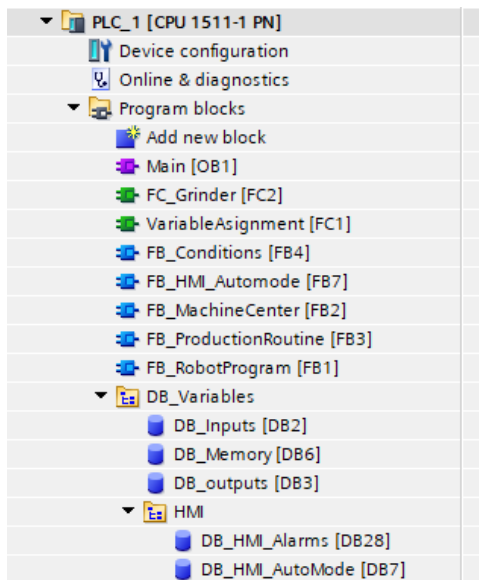 PLC_1 [CPU 1511-1 PN]
Device configuration
Online & diagnostics
Program blocks
Add new block
Main [OB1]
FC_Grinder [FC2]
VariableAsignment [FC1]
FB_Conditions [FB4]
FB_HMI_Automode [FB7]
FB_MachineCenter [FB2]
FB_ProductionRoutine [FB3]
FB_RobotProgram [FB1]
DB_Variables
DB_Inputs [DB2]
DB_Memory [DB6]
DB_outputs [DB3]
HMI
DB_HMI_Alarms [DB28]
DB_HMI_AutoMode [DB7]